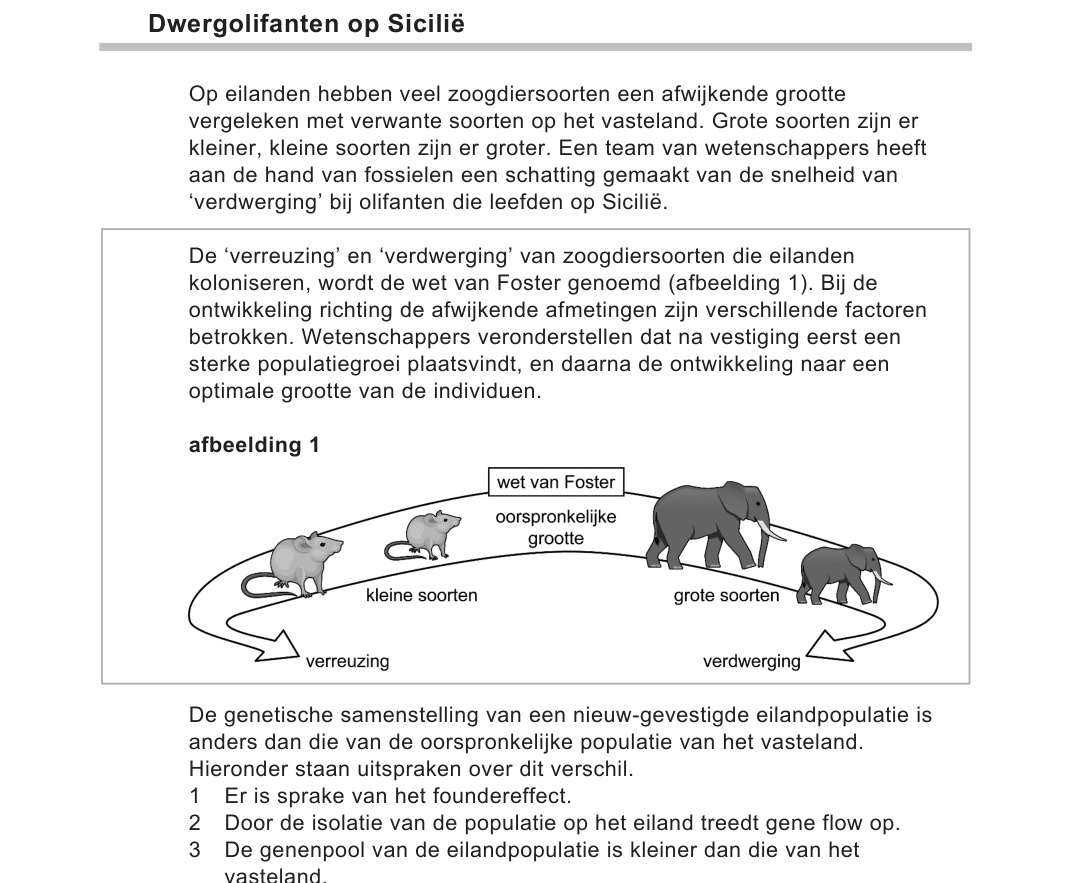 Dwergolifanten op Sicilië
Op eilanden hebben veel zoogdiersoorten een afwijkende grootte
vergeleken met verwante soorten op het vasteland. Grote soorten zijn er
kleiner, kleine soorten zijn er groter. Een team van wetenschappers heeft
aan de hand van fossielen een schatting gemaakt van de snelheid van
‘verdwerging’ bij olifanten die leefden op Sicilië.
De ‘verreuzing’ en ‘verdwerging’ van zoogdiersoorten die eilanden
koloniseren, wordt de wet van Foster genoemd (afbeelding 1). Bij de
ontwikkeling richting de afwijkende afmetingen zijn verschillende factoren
betrokken. Wetenschappers veronderstellen dat na vestiging eerst een
sterke populatiegroei plaatsvindt, en daarna de ontwikkeling naar een
optimale grootte van de individuen.
afbeelding 1
wet van Foster
oorspronkelijke
grootte
kleine soorten
grote soorten
verreuzing
verdwerging
De genetische samenstelling van een nieuw-gevestigde eilandpopulatie is
anders dan die van de oorspronkelijke populatie van het vasteland.
Hieronder staan uitspraken over dit verschil.
1 Er is sprake van het foundereffect.
2 Door de isolatie van de populatie op het eiland treedt gene flow op.
3 De genenpool van de eilandpopulatie is kleiner dan die van het
vasteland.